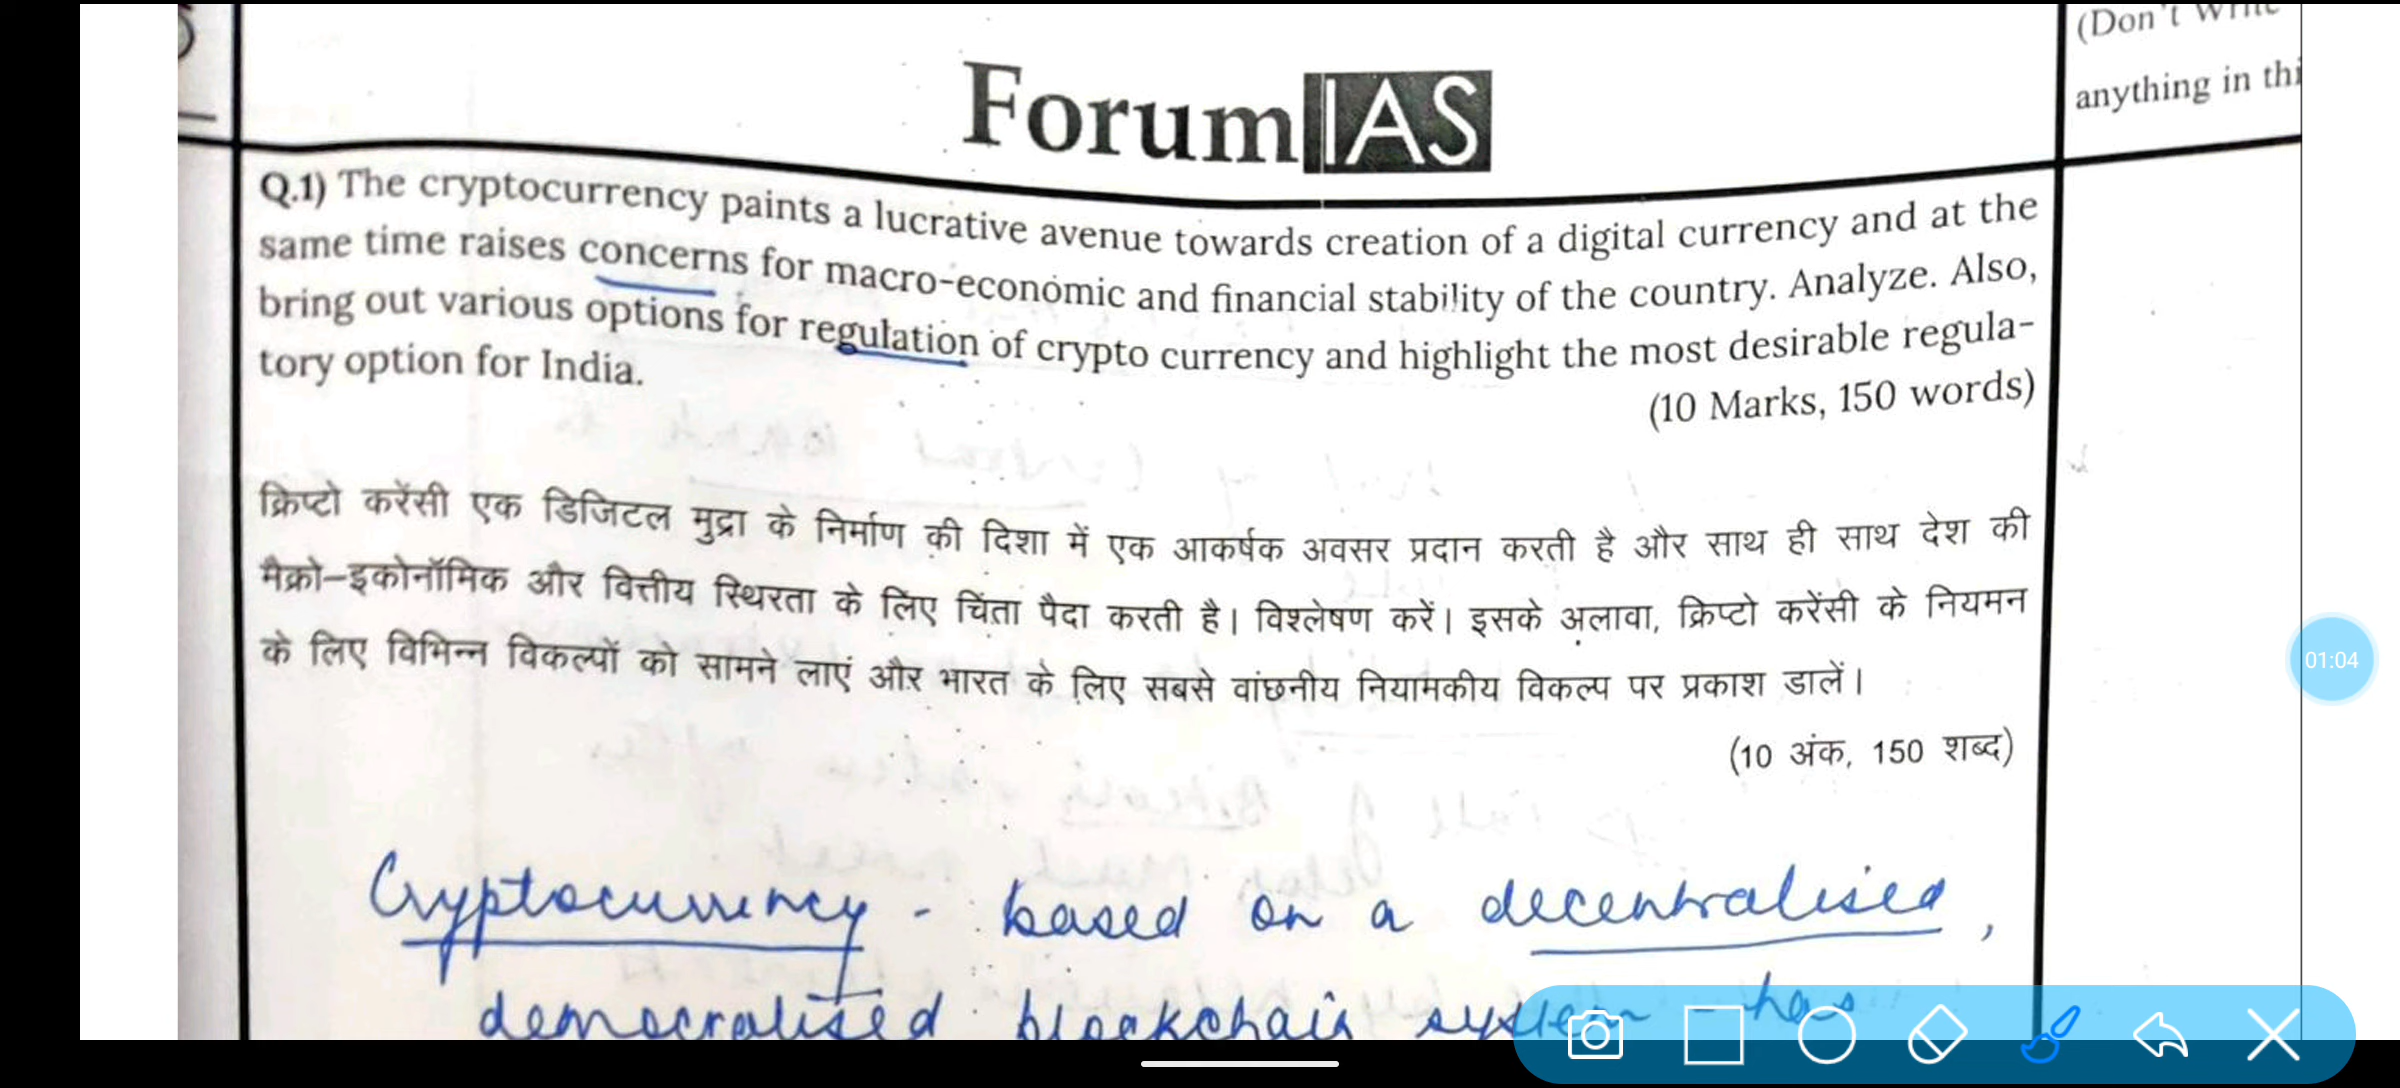 (Don't Write
anything in thi
ForumIAS
Q.1) The cryptocurrency paints a lucrative avenue towards creation of a digital currency and at the
same time raises concerns for macro-economic and financial stability of the country. Analyze. Also,
bring out various options for regulation of crypto currency and highlight the most desirable regula-
tory option for India.
(10 Marks, 150 words)
क्रिप्टो करेंसी एक डिजिटल मुद्रा के निर्माण की दिशा में एक आकर्षक अवसर प्रदान करती है और साथ ही साथ देश की
मैक्रो-इकोनॉमिक और वित्तीय स्थिरता के लिए चिंता पैदा करती है। विश्लेषण करें। इसके अलावा, क्रिप्टो करेंसी के नियमन
के लिए विभिन्न विकल्पों को सामने लाएं और भारत के लिए सबसे वांछनीय नियामकीय विकल्प पर प्रकाश डालें।
(10 अंक, 150 शब्द)
01:04
Cryptocurrency - based on a decentralised,
democratised blockchain system - has